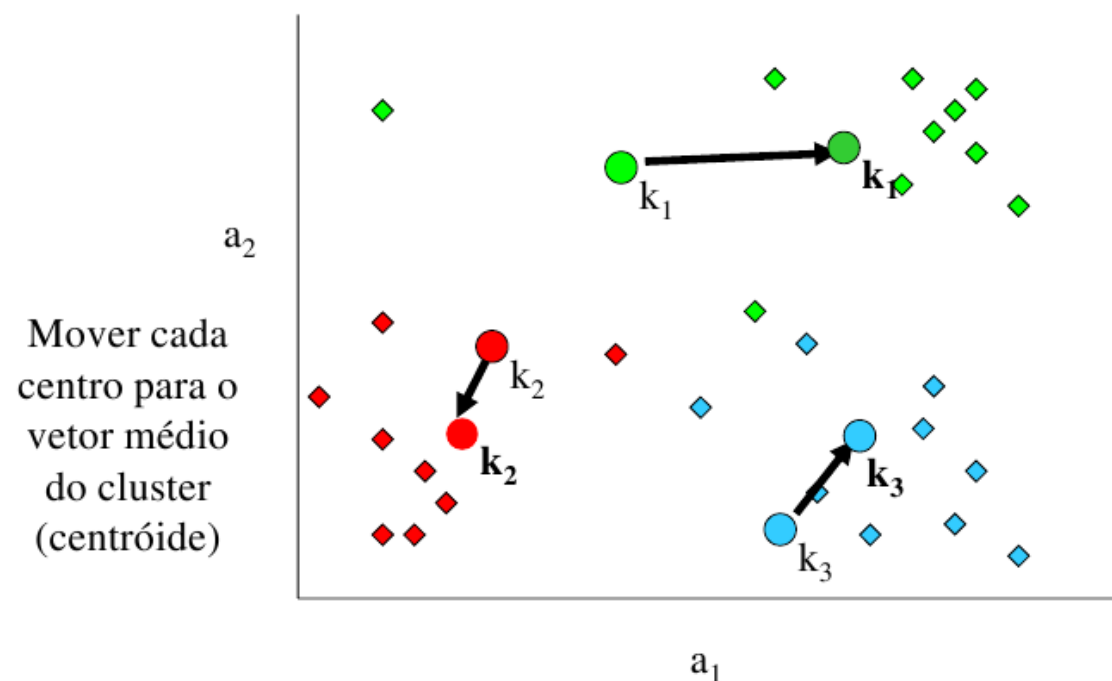 a2
Mover cada
centro para o
vetor médio
do cluster
(centróide)
k1
k1
k2
k2
k3
k3
a1